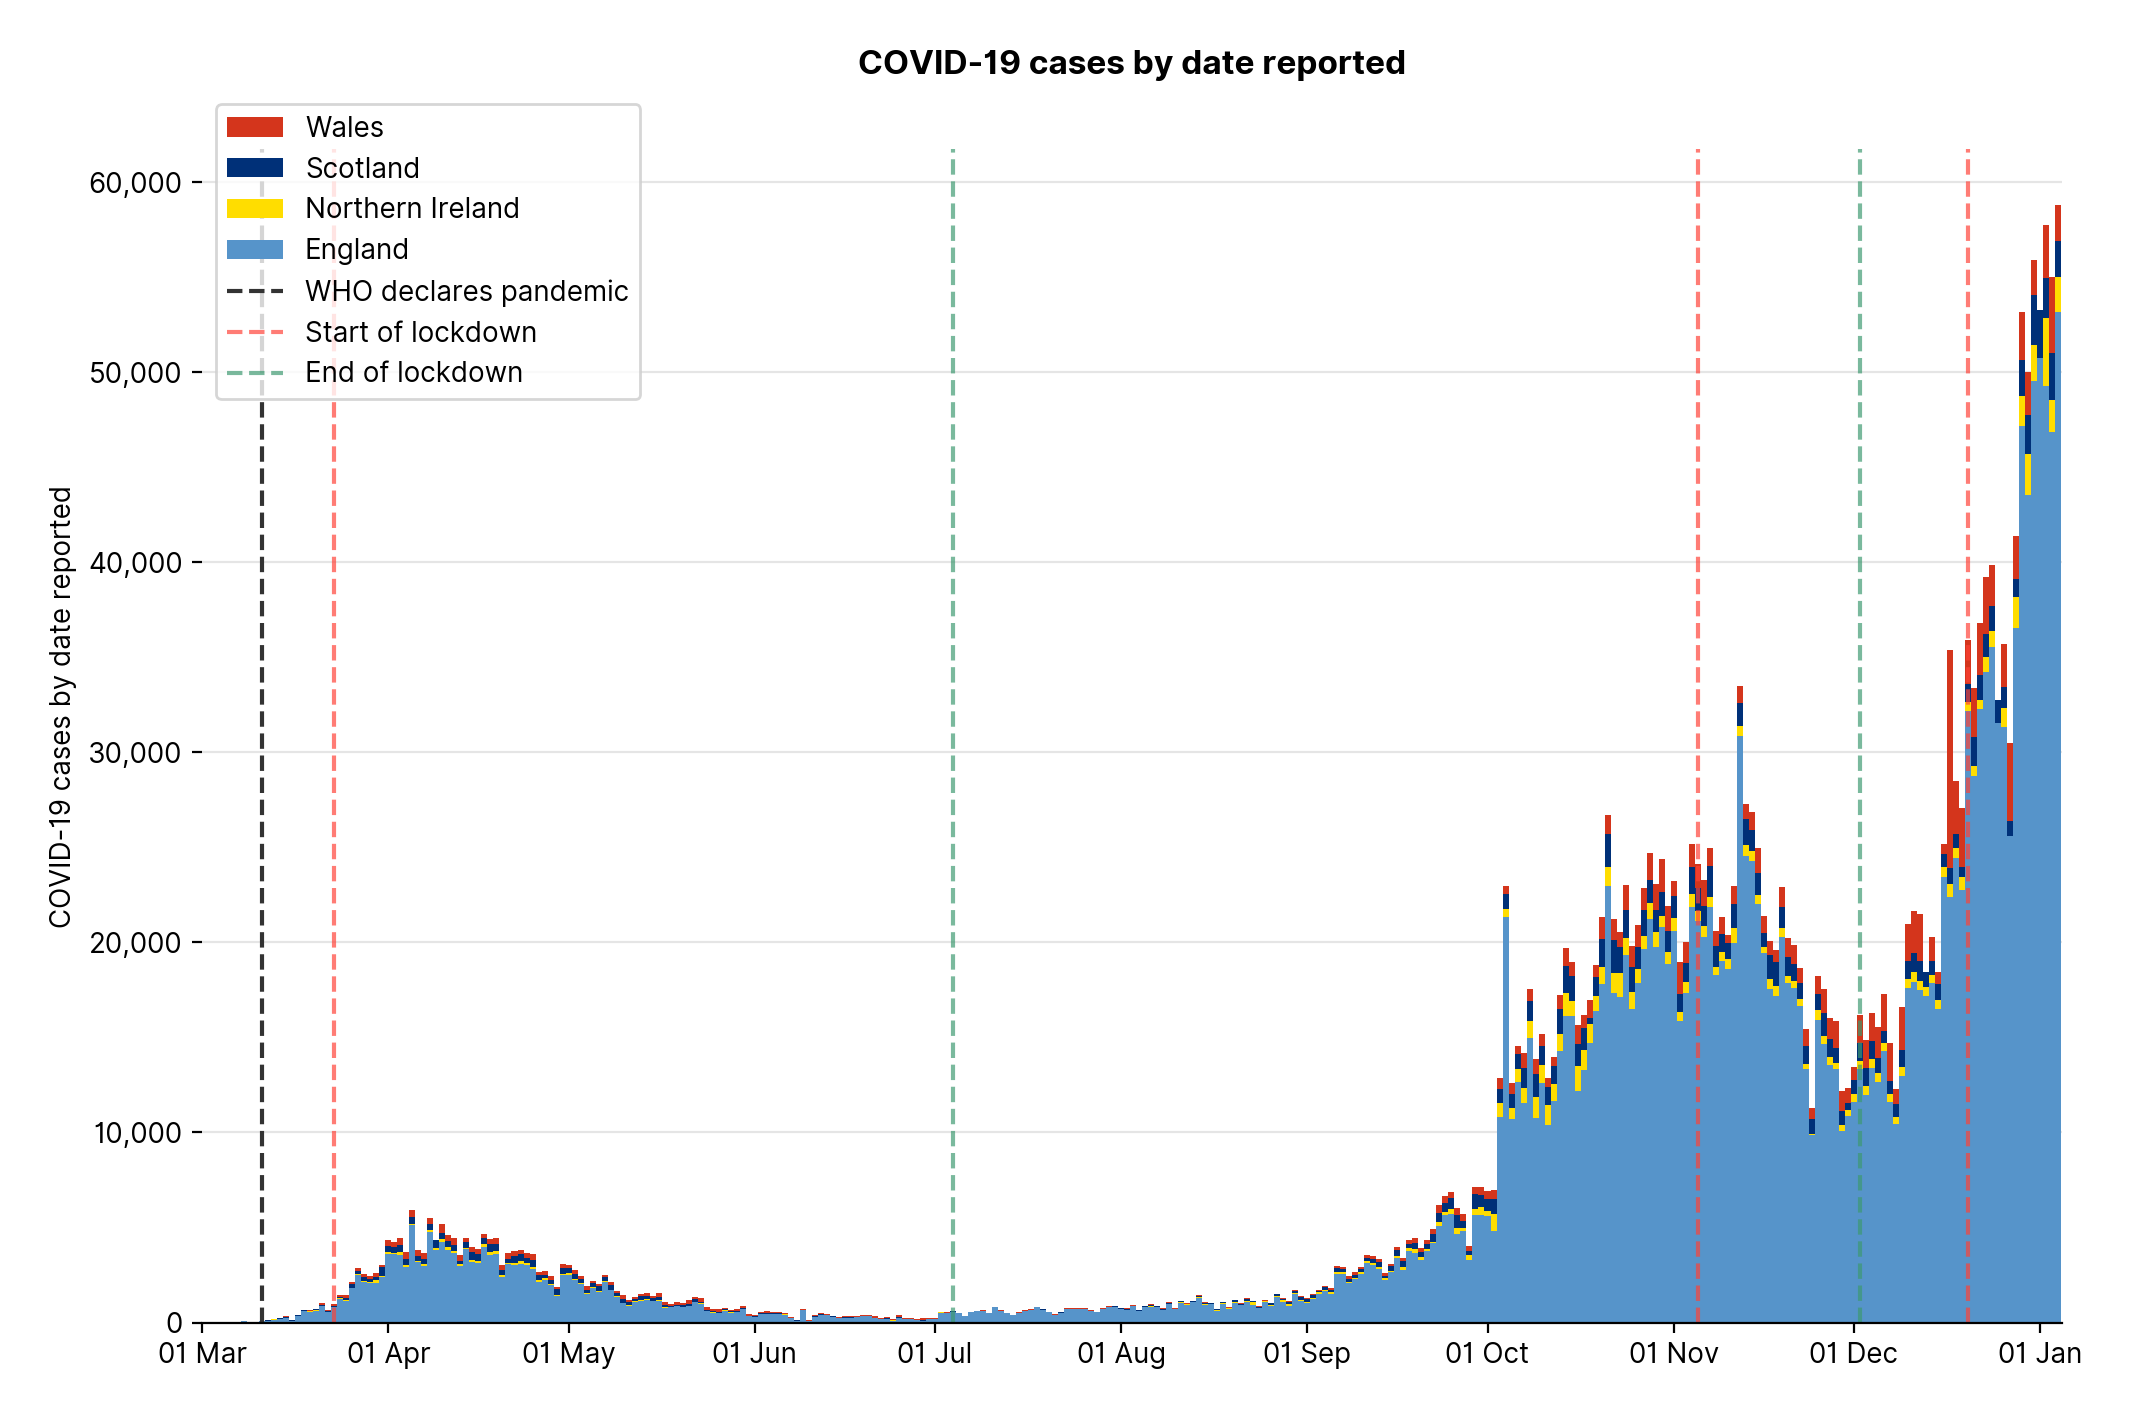 COVID-19 cases by date reported
Wales
Scotland
Northern Ireland
England
WHO declares pandemic
Start of lockdown
End of lockdown
COVID-19 cases by date reported
60,000
50,000
40,000
30,000
20,000
10,000
0
01 Mar
01 Apr
01 May
01 Jun
01 Jul
01 Aug
01 Sep
01 Oct
01 Nov
01 Dec
01 Jan